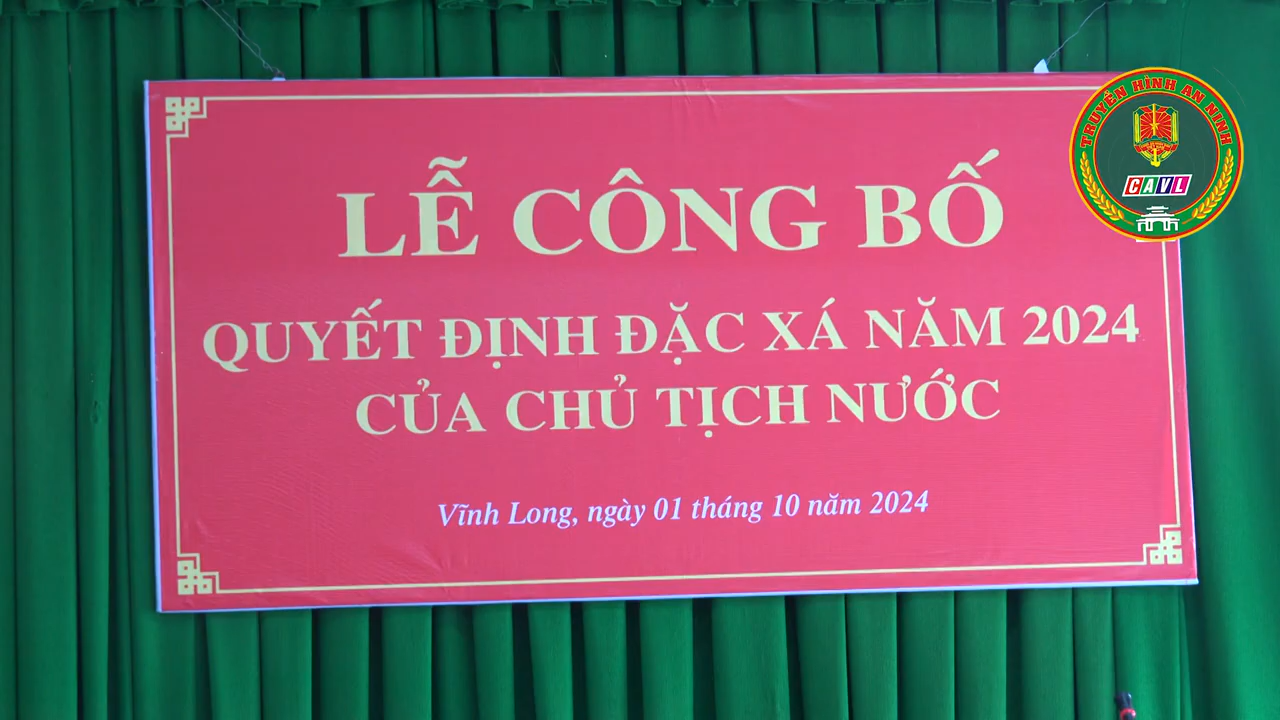 LỄ CÔNG BỐ
QUYẾT ĐỊNH ĐẶC XÁ NĂM 2024
CỦA CHỦ TỊCH NƯỚC
Vĩnh Long, ngày 01 tháng 10 năm 2024
TRUYỀN HÌNH AN NINH
CAVL